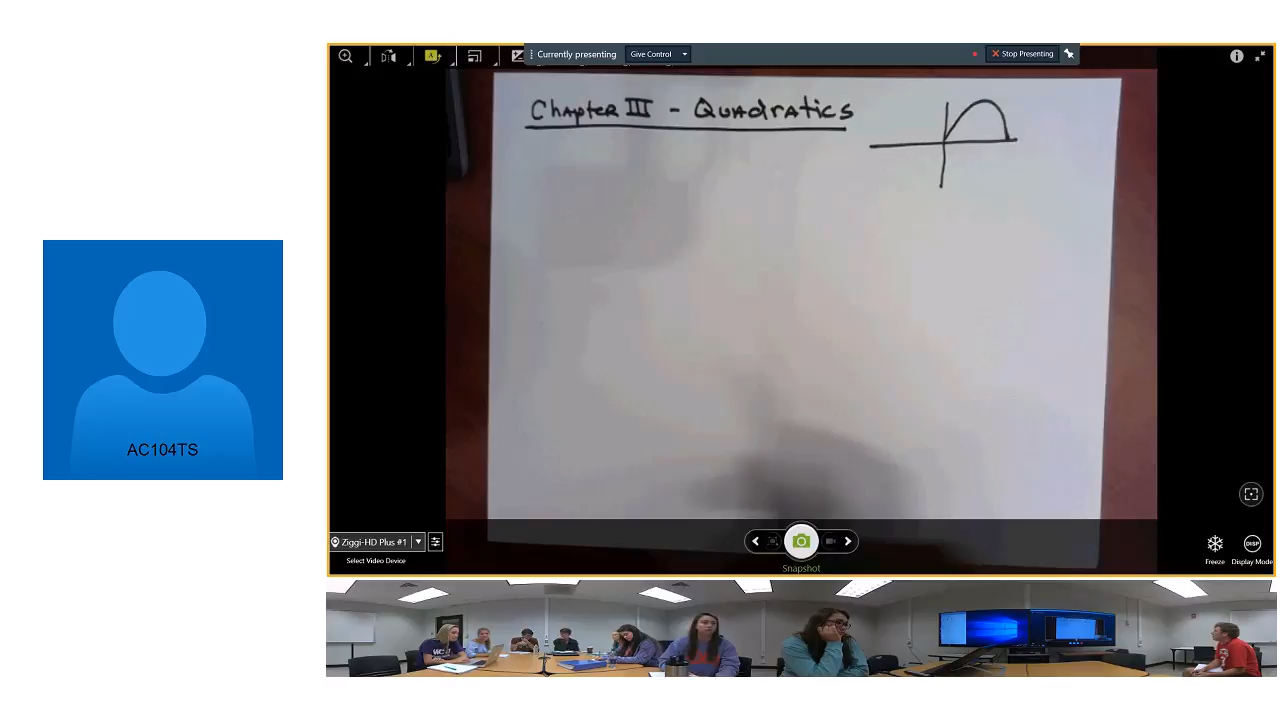 Currently presenting
Give Control
Stop Presenting
Chapter III - Quadratics
AC104TS
Ziggi-HD Plus #1
Select Video Device
Snapshot
Freeze
DISP
Display Mode